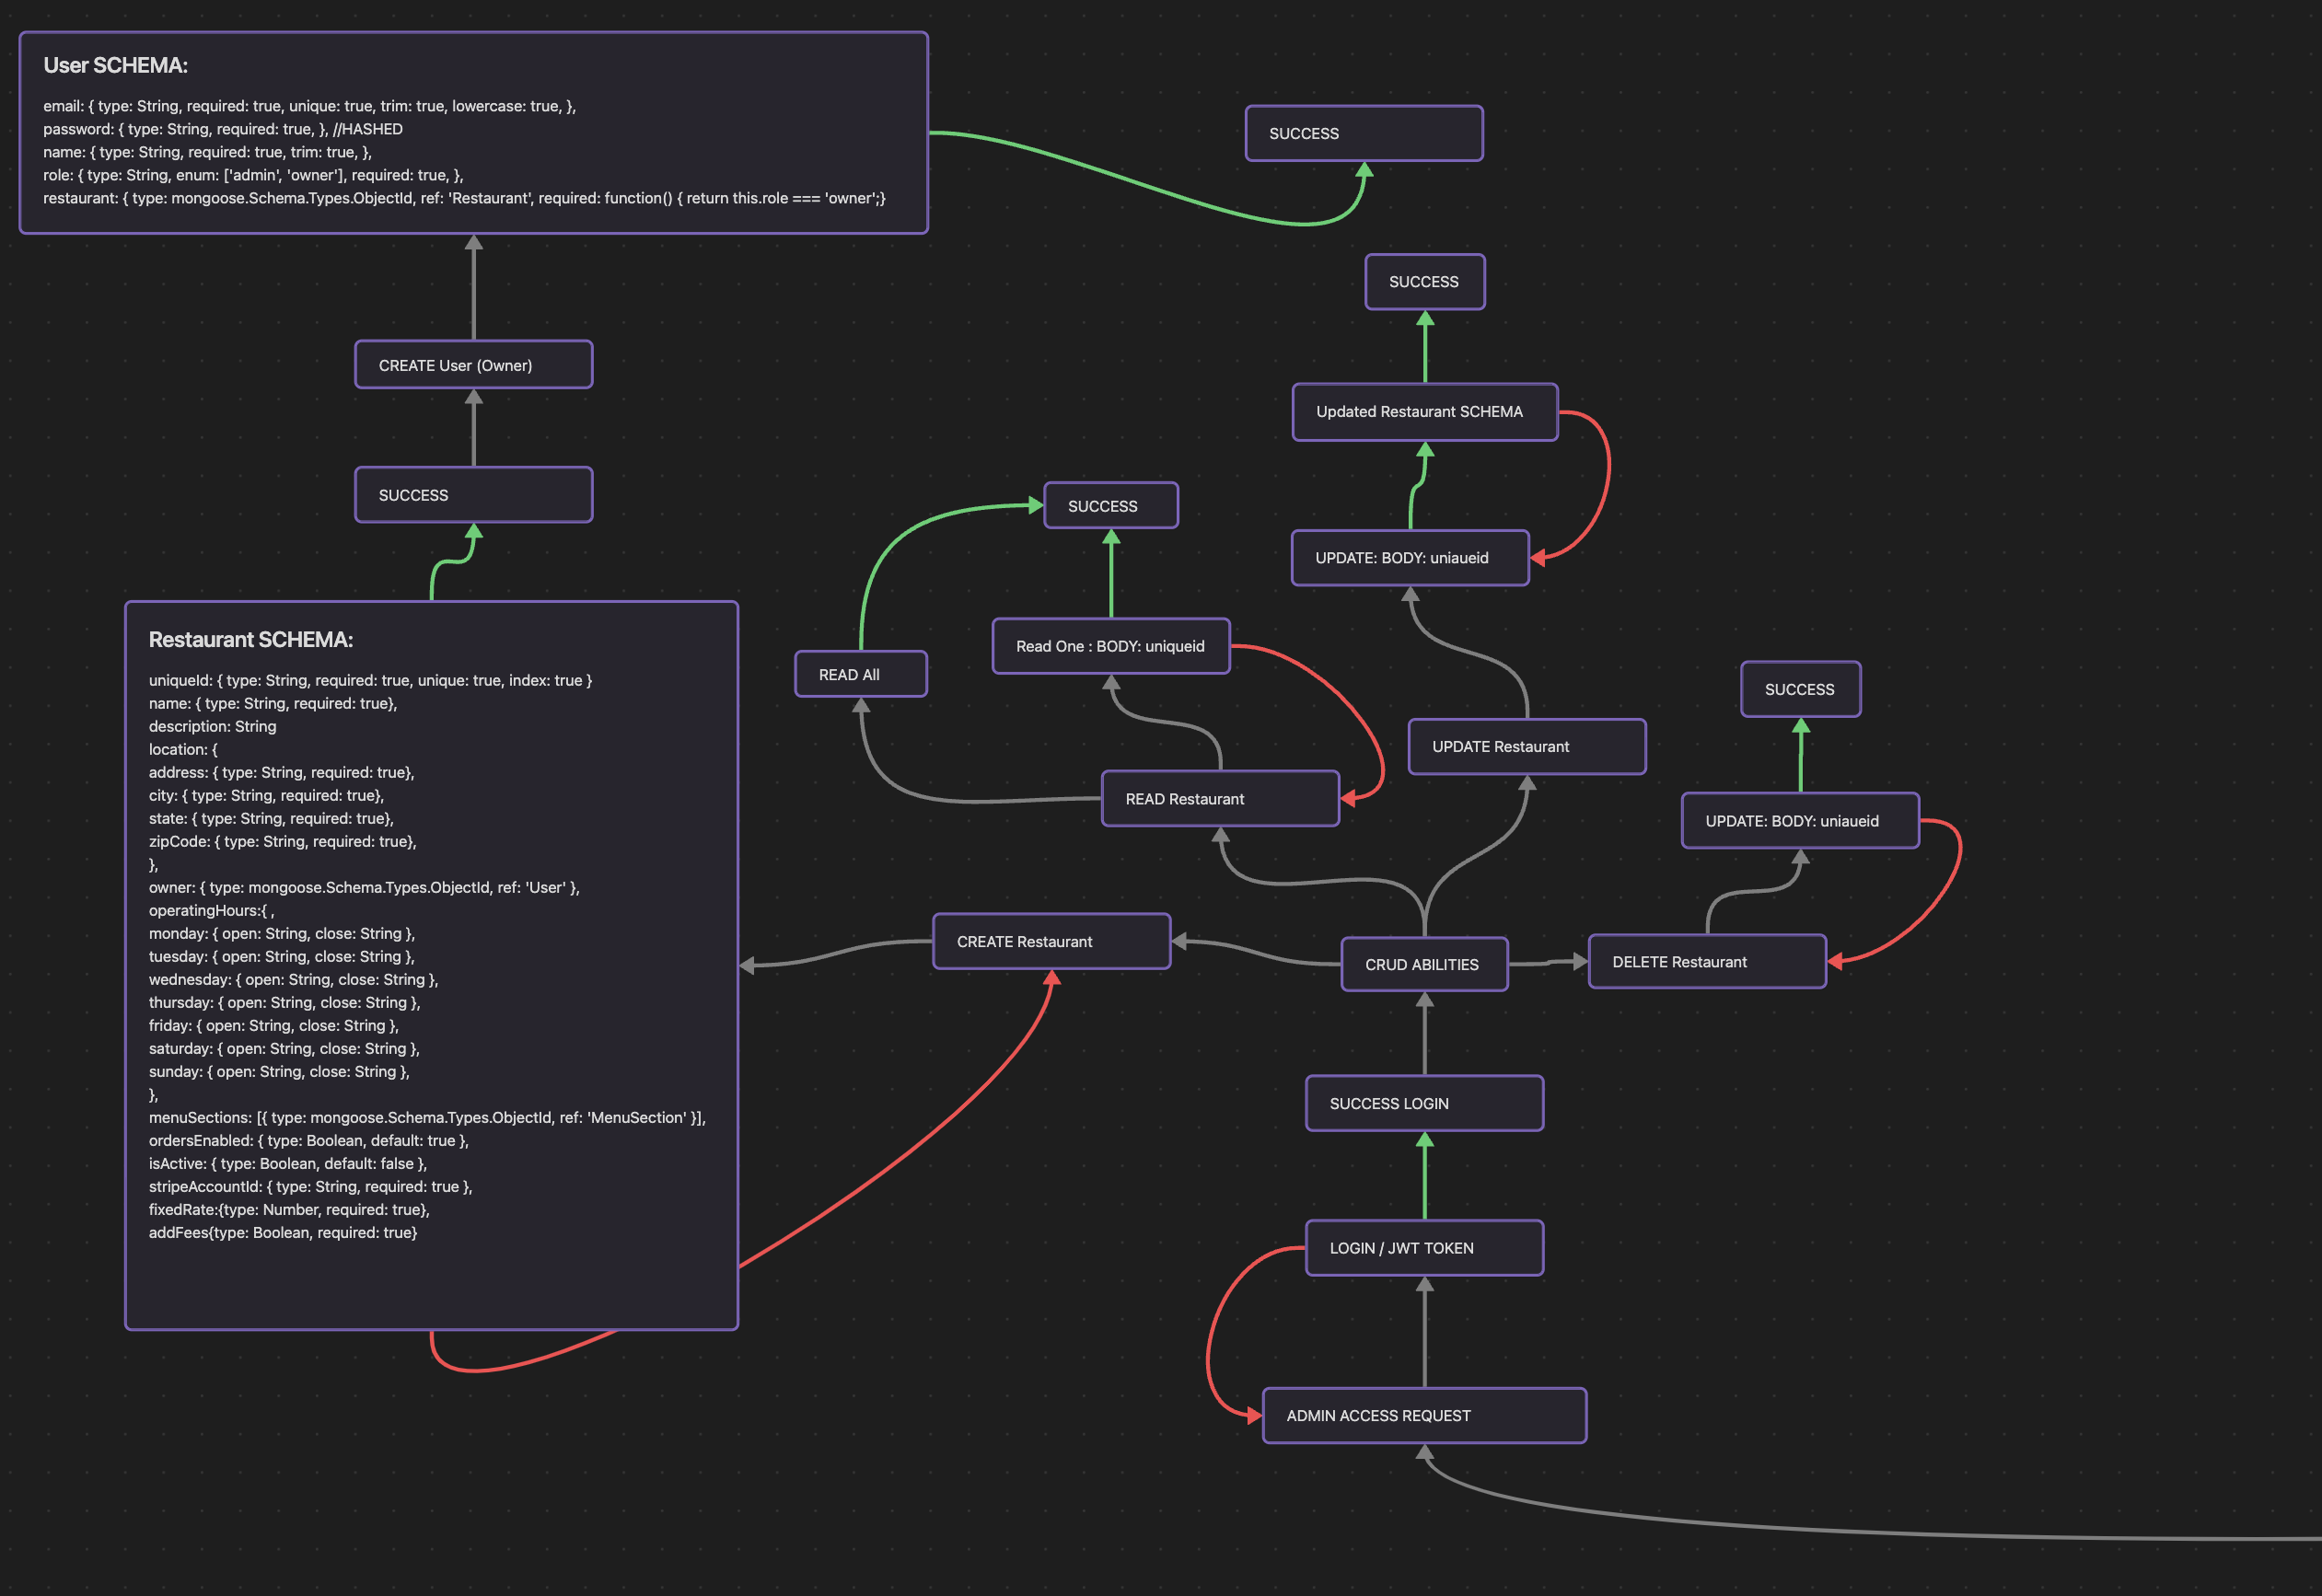 User SCHEMA:
email: { type: String, required: true, unique: true, trim: true, lowercase: true, },
password: { type: String, required: true, }, //HASHED
name: { type: String, required: true, trim: true, },
role: { type: String, enum: ['admin', 'owner'], required: true, },
restaurant: { type: mongoose.Schema.Types.ObjectId, ref: 'Restaurant', required: function() { return this.role === 'owner';}
SUCCESS
SUCCESS
CREATE User (Owner)
Updated Restaurant SCHEMA
SUCCESS
SUCCESS
UPDATE: BODY: uniaueid
Restaurant SCHEMA:
uniqueId: { type: String, required: true, unique: true, index: true }
name: { type: String, required: true},
description: String
location: {
address: { type: String, required: true},
city: { type: String, required: true},
state: { type: String, required: true},
zipCode: { type: String, required: true},
},
owner: { type: mongoose.Schema.Types.ObjectId, ref: 'User' },
operatingHours:{ ,
monday: { open: String, close: String },
tuesday: { open: String, close: String },
wednesday: { open: String, close: String },
thursday: { open: String, close: String },
friday: { open: String, close: String },
saturday: { open: String, close: String },
sunday: { open: String, close: String },
},
menuSections: [{ type: mongoose.Schema.Types.ObjectId, ref: 'MenuSection' }],
ordersEnabled: { type: Boolean, default: true },
isActive: { type: Boolean, default: false },
stripeAccountId: { type: String, required: true },
fixedRate:{type: Number, required: true},
addFees{type: Boolean, required: true}
READ All
Read One : BODY: uniqueid
SUCCESS
UPDATE Restaurant
READ Restaurant
UPDATE: BODY: uniaueid
CREATE Restaurant
CRUD ABILITIES
DELETE Restaurant
SUCCESS LOGIN
LOGIN / JWT TOKEN
ADMIN ACCESS REQUEST